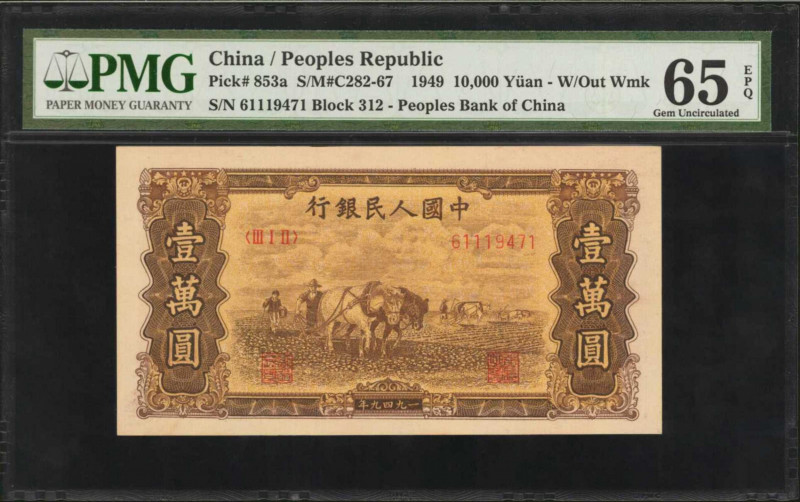 PMG
PAPER MONEY GUARANTY
China / Peoples Republic
Pick# 853a S/M#C282-67 1949 10,000 Yüan - W/Out Wmk
S/N 61119471 Block 312 - Peoples Bank of China
65
EPQ
Gem Uncirculated
行銀民人國中
〈III I II〉
61119471
壹萬圓
壹萬圓
年九四九一